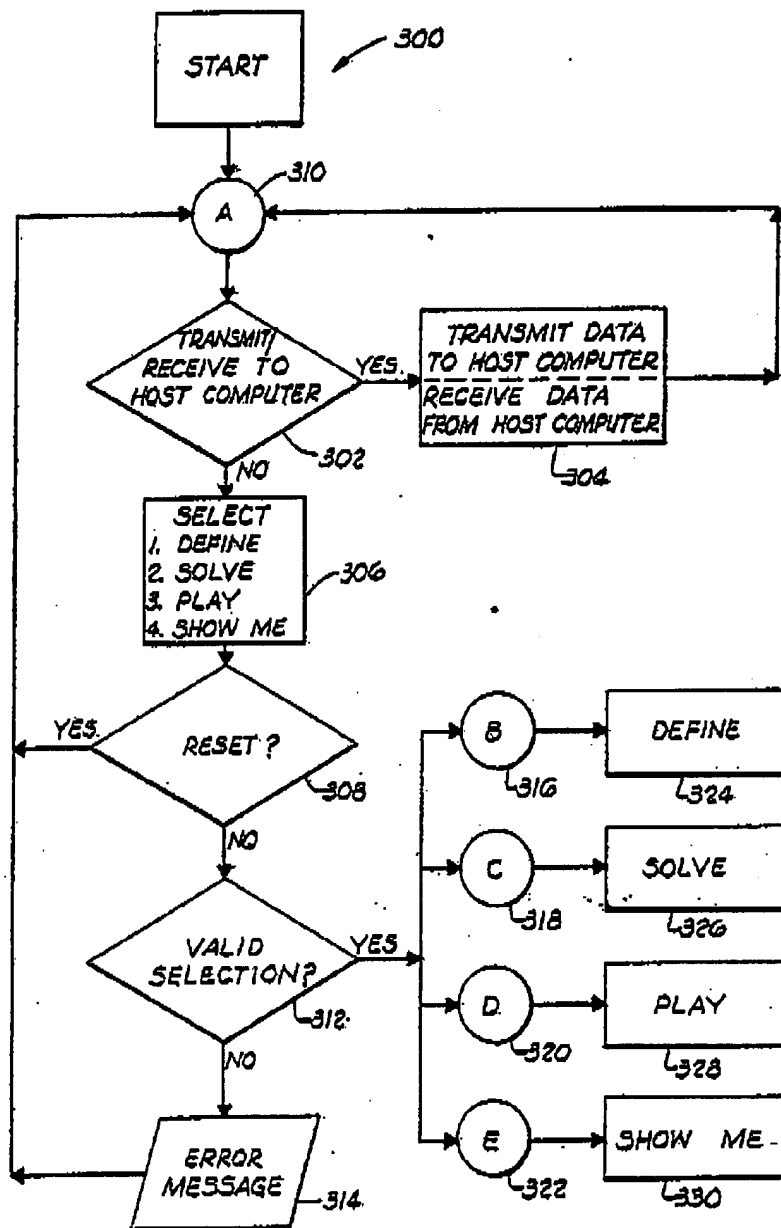 START
300
310
A
TRANSMIT/
RECEIVE TO
HOST COMPUTER
YES.
TRANSMIT DATA
TO HOST COMPUTER
RECEIVE DATA
FROM HOST COMPUTER
302
304
NO
SELECT
1. DEFINE
2. SOLVE
3. PLAY
4. SHOW ME
306
YES.
RESET?
308
NO
B
316
DEFINE
324
C
318
SOLVE
326
VALID
SELECTION?
YES
312
D
320
PLAY
328
NO
ERROR
MESSAGE
314
E
322
SHOW ME
330